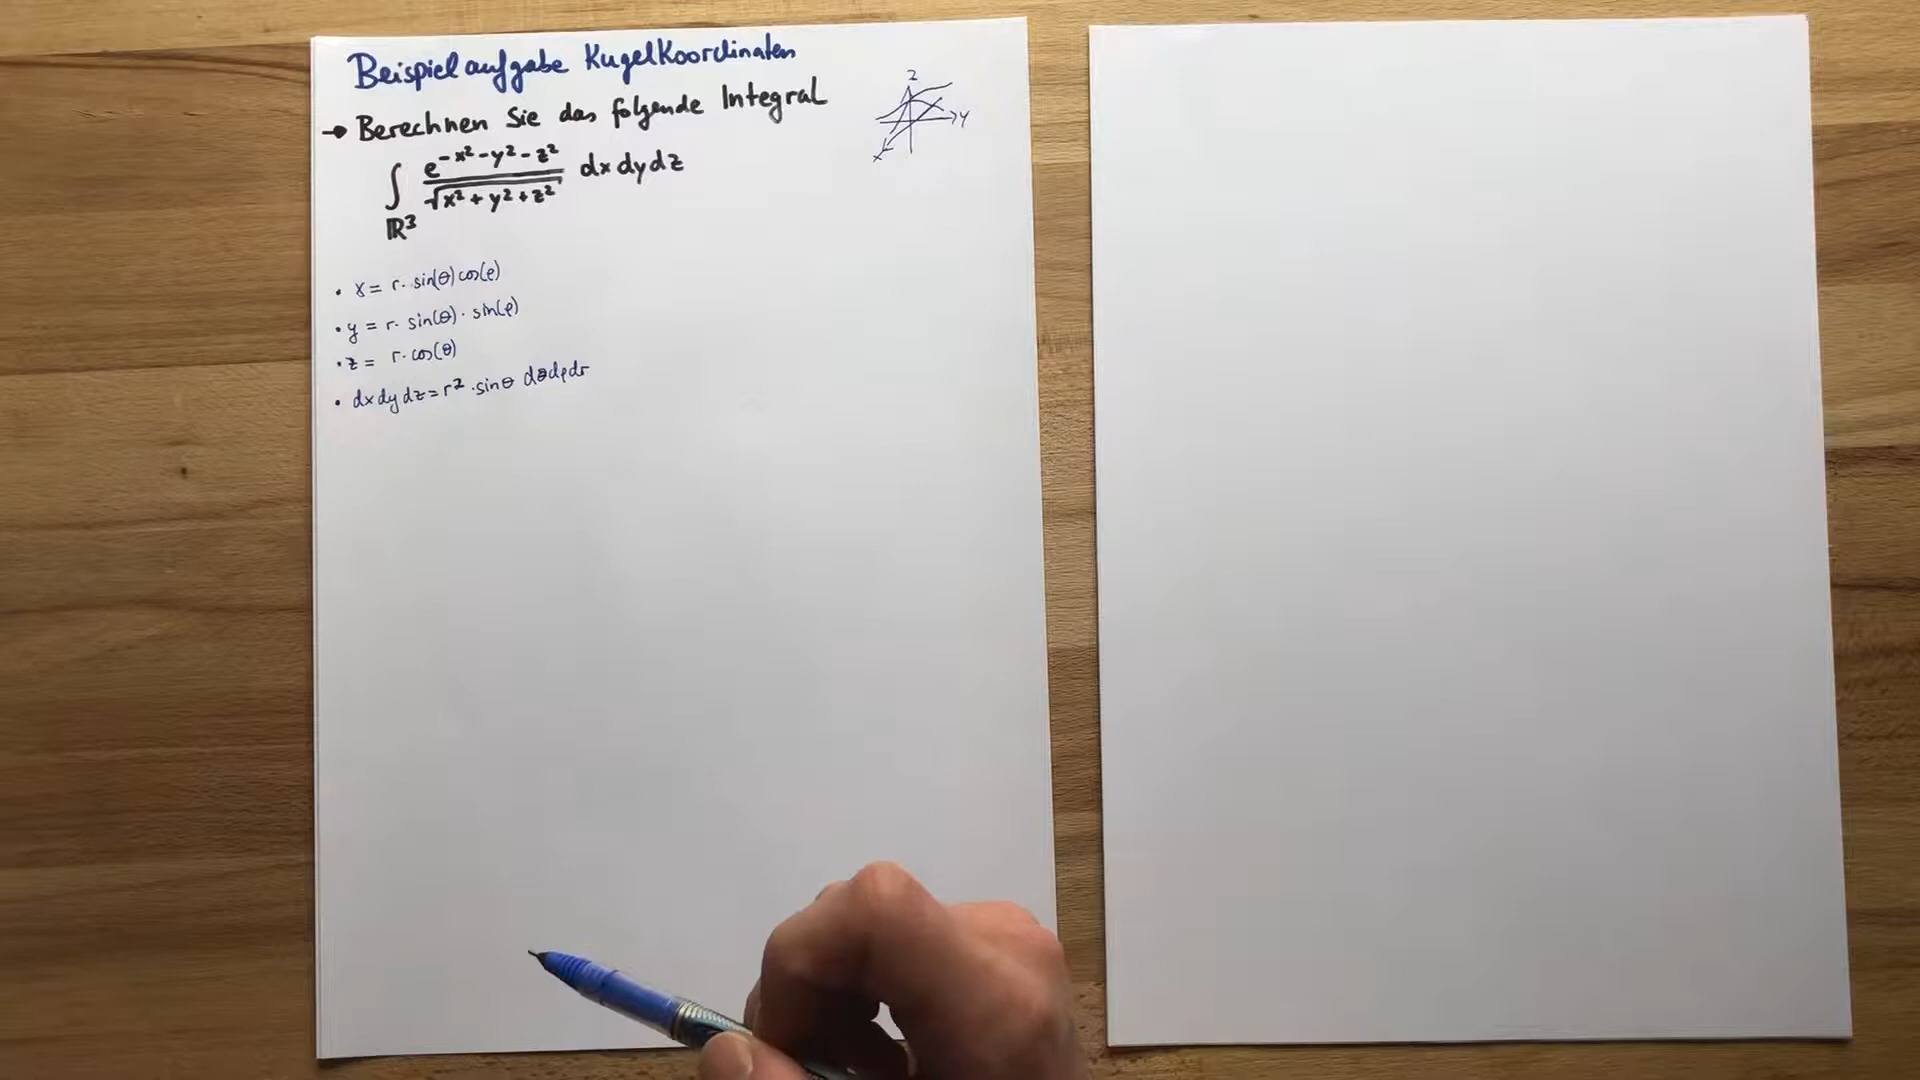 Beispielaufgabe Kugelkoordinaten
→ Berechnen Sie das folgende Integral
∫ℝ³ e^(-x²-y²-z²) / √(x²+y²+z²) dx dy dz
• x = r· sin(θ) cos(φ)
• y = r· sin(θ) · sin(φ)
• z = r·cos(θ)
• dx dy dz = r² · sinθ dθ dφ dr
z
y
x